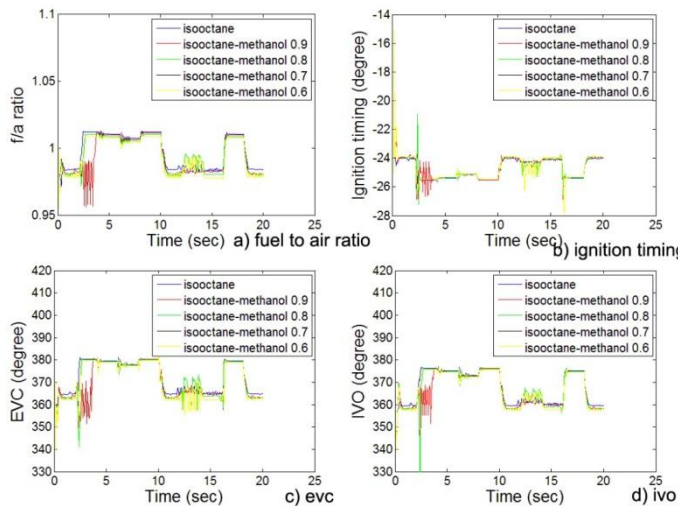 1.1
1.05
1
0.95
f/a ratio
isooctane
isooctane-methanol 0.9
isooctane-methanol 0.8
isooctane-methanol 0.7
isooctane-methanol 0.6
0 5 10 15 20 25
Time (sec)
a) fuel to air ratio
-14
-16
-18
-20
-22
-24
-26
-28
Ignition timing (degree)
isooctane
isooctane-methanol 0.9
isooctane-methanol 0.8
isooctane-methanol 0.7
isooctane-methanol 0.6
0 5 10 15 20 25
Time (sec)
b) ignition timing
420
410
400
390
380
370
360
350
340
330
EVC (degree)
isooctane
isooctane-methanol 0.9
isooctane-methanol 0.8
isooctane-methanol 0.7
isooctane-methanol 0.6
0 5 10 15 20 25
Time (sec)
c) evc
420
410
400
390
380
370
360
350
340
330
IVO (degree)
isooctane
isooctane-methanol 0.9
isooctane-methanol 0.8
isooctane-methanol 0.7
isooctane-methanol 0.6
0 5 10 15 20 25
Time (sec)
d) ivo